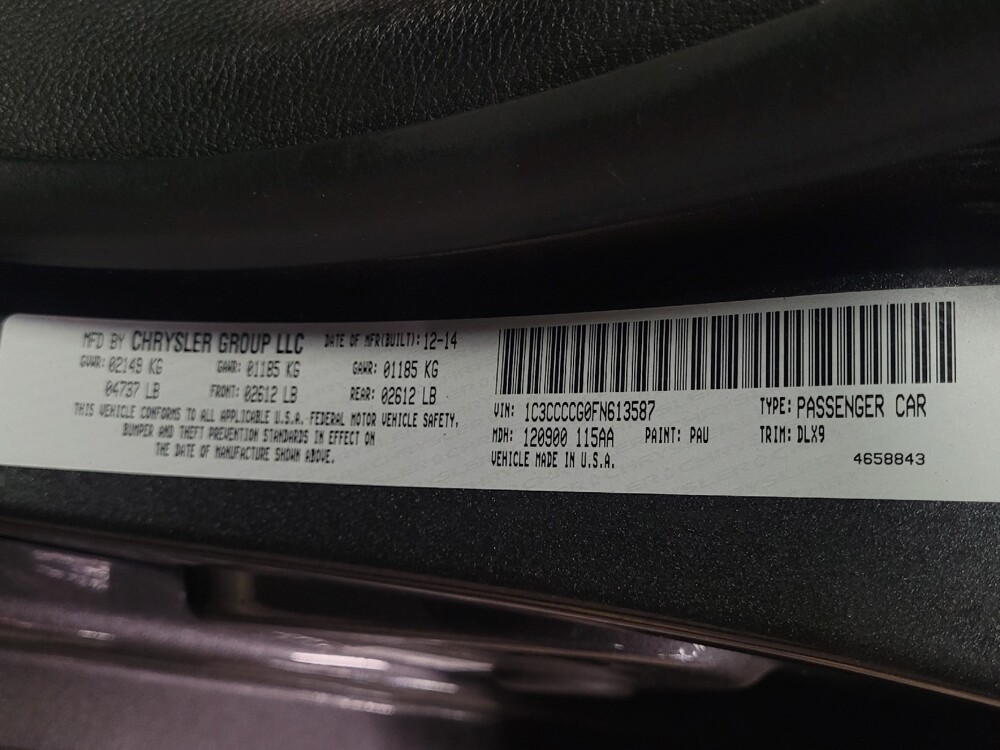 MFD BY CHRYSLER GROUP LLC DATE OF MFR(BUILT): 12-14
GVWR: 02149 KG GAWR: 01185 KG GAWR: 01185 KG
04737 LB FRONT: 02612 LB REAR: 02612 LB
THIS VEHICLE CONFORMS TO ALL APPLICABLE U.S.A. FEDERAL MOTOR VEHICLE SAFETY,
BUMPER AND THEFT PREVENTION STANDARDS IN EFFECT ON
THE DATE OF MANUFACTURE SHOWN ABOVE.
VIN: 1C3CCCCG0FN613587 TYPE: PASSENGER CAR
MDH: 120900 115AA PAINT: PAU TRIM: DLX9
VEHICLE MADE IN U.S.A. 4658843